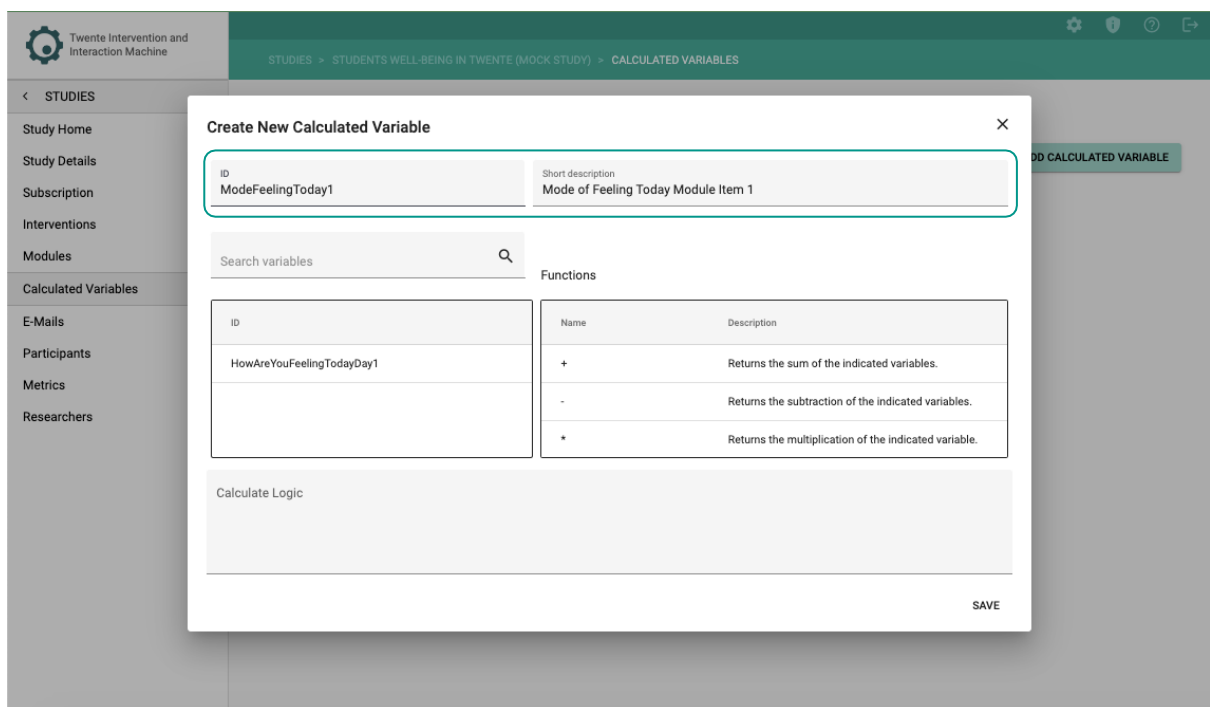 Twente Intervention and
Interaction Machine
STUDIES > STUDENTS WELL-BEING IN TWENTE (MOCK STUDY) > CALCULATED VARIABLES
< STUDIES
Study Home
Study Details
Subscription
Interventions
Modules
Calculated Variables
E-Mails
Participants
Metrics
Researchers
DD CALCULATED VARIABLE
Create New Calculated Variable
ID
ModeFeelingToday1
Short description
Mode of Feeling Today Module Item 1
Search variables
Functions
ID
HowAreYouFeelingTodayDay1
Name Description
+ Returns the sum of the indicated variables.
- Returns the subtraction of the indicated variables.
* Returns the multiplication of the indicated variable.
Calculate Logic
SAVE